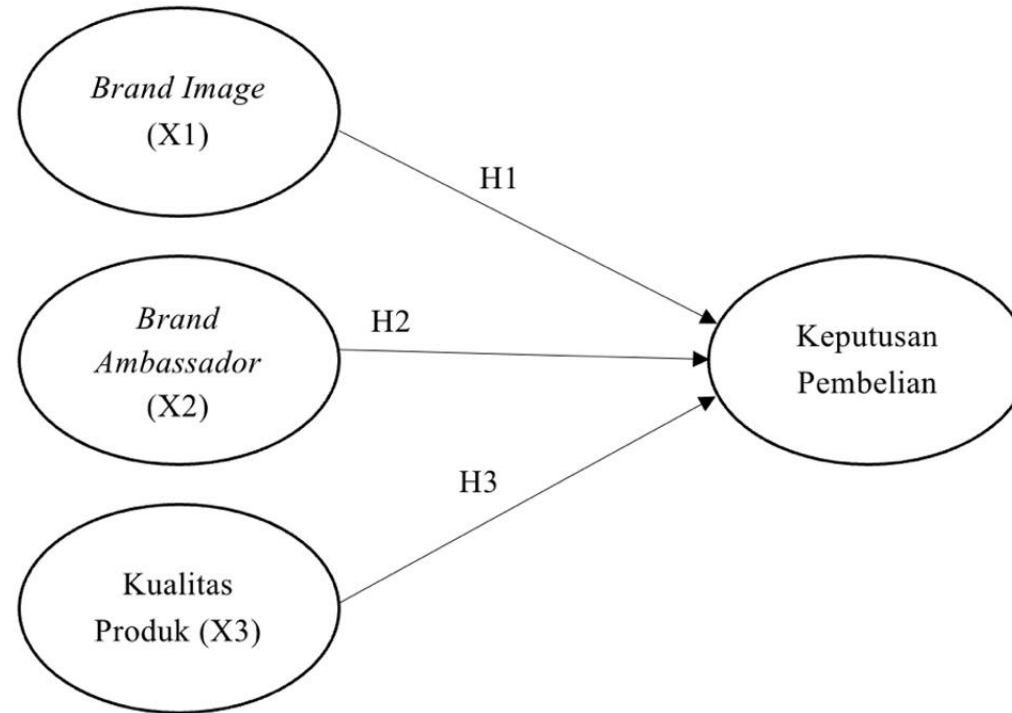 Brand Image
(X1)
H1
Brand
Ambassador
(X2)
H2
Keputusan
Pembelian
H3
Kualitas
Produk (X3)